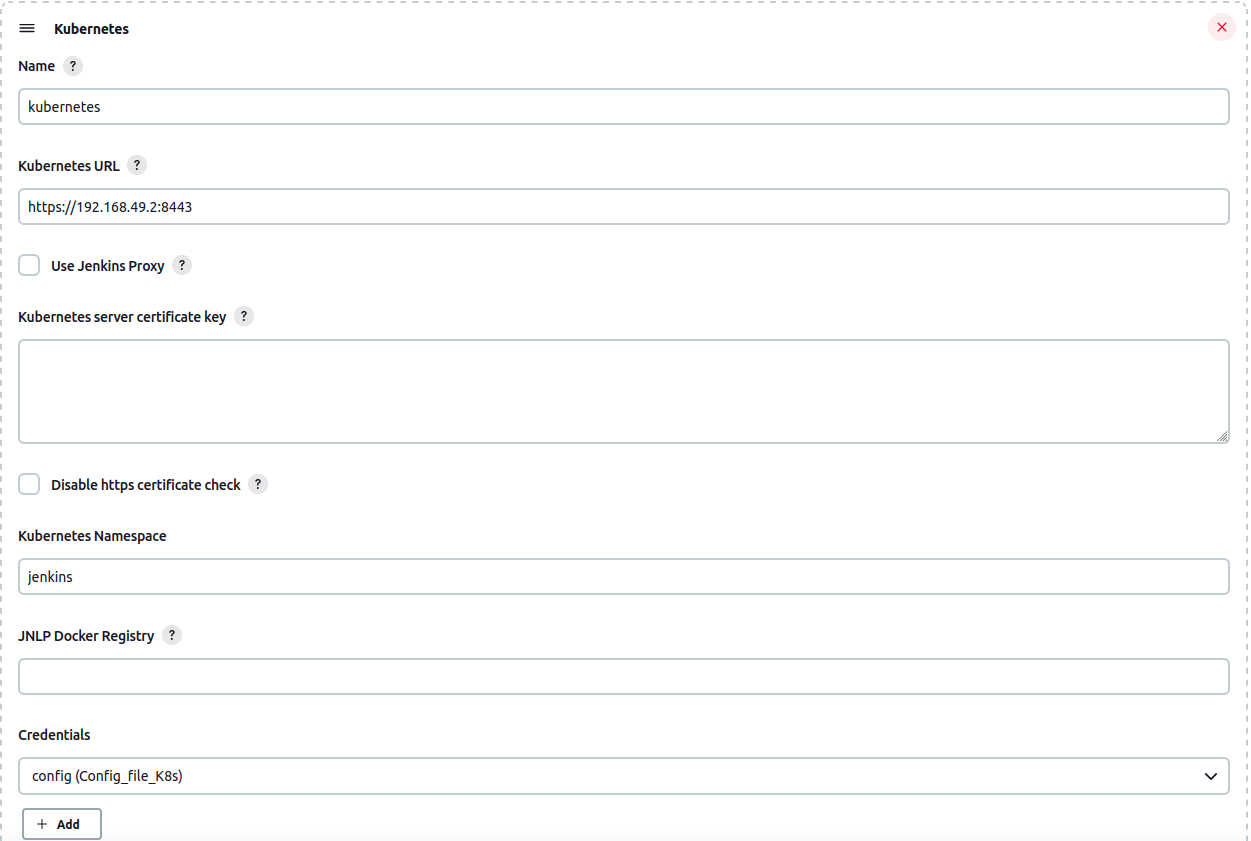 Kubernetes
Name ?
kubernetes
Kubernetes URL ?
https://192.168.49.2:8443
Use Jenkins Proxy ?
Kubernetes server certificate key ?
Disable https certificate check ?
Kubernetes Namespace
jenkins
JNLP Docker Registry ?
Credentials
config (Config_file_K8s)
+ Add